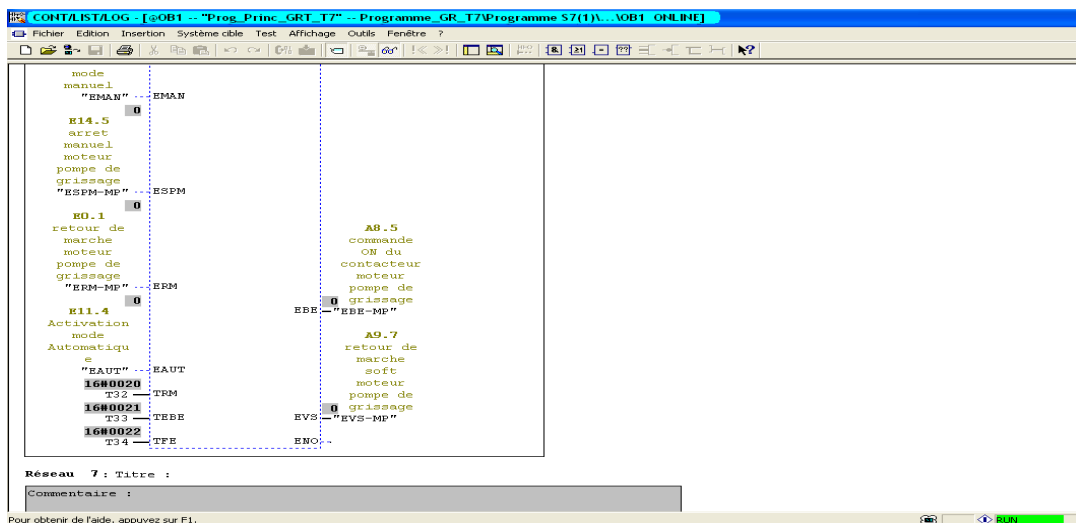 CONT/LIST/LOG - [@OB1 -- "Prog_Princ_GRT_T7" -- Programme_GR_T7\Programme S7(1)\...\OB1 ONLINE]
Fichier Edition Insertion Système cible Test Affichage Outils Fenêtre ?
mode
manuel
"EMAN" EMAN
0
E14.5
arret
manuel
moteur
pompe de
grissage
"ESPM-MP" ESPM
0
E0.1
retour de
marche
moteur
pompe de
grissage
"ERM-MP" ERM
0
E11.4
Activation
mode
Automatiqu
e
"EAUT" EAUT
16#0020
T32 TRM
16#0021
T33 TEBE
16#0022
T34 TFE
A8.5
commande
ON du
contacteur
moteur
pompe de
0 grissage
EBE "EBE-MP"
A9.7
retour de
marche
soft
moteur
pompe de
0 grissage
EVS "EVS-MP"
ENO
Réseau 7 : Titre :
Commentaire :
Pour obtenir de l'aide, appuyez sur F1.
RUN